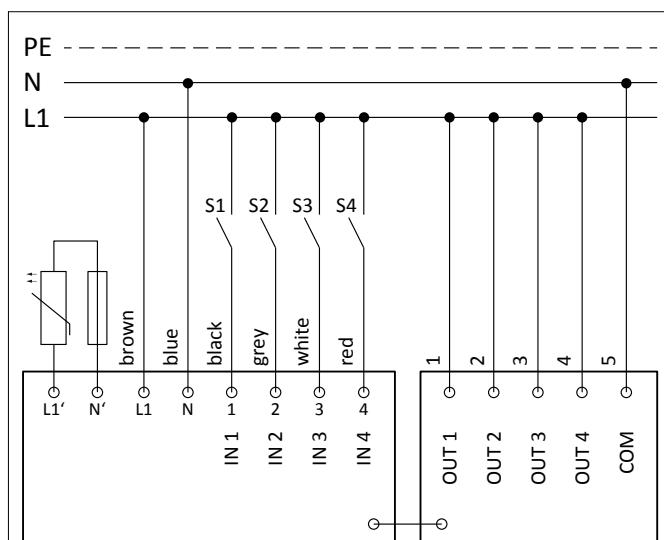 PE
N
L1
S1 S2 S3 S4
brown blue black grey white red 1 2 3 4 5
L1‘ N‘ L1 N 1 2 3 4
IN 1 IN 2 IN 3 IN 4 OUT 1 OUT 2 OUT 3 OUT 4 COM